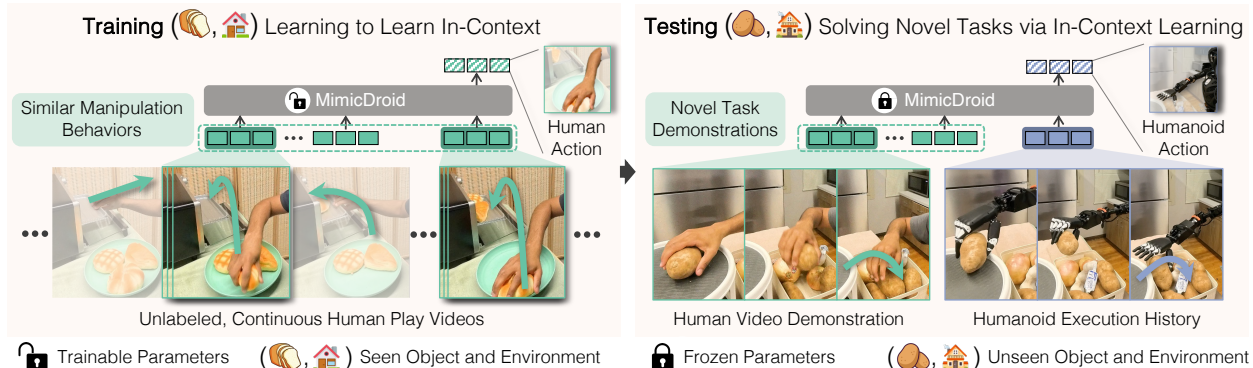 Training ( , ) Learning to Learn In-Context
MimicDroid
Similar Manipulation
Behaviors
Human
Action
Unlabeled, Continuous Human Play Videos
Testing ( , ) Solving Novel Tasks via In-Context Learning
MimicDroid
Novel Task
Demonstrations
Humanoid
Action
Human Video Demonstration
Humanoid Execution History
Trainable Parameters
( , ) Seen Object and Environment
Frozen Parameters
( , ) Unseen Object and Environment